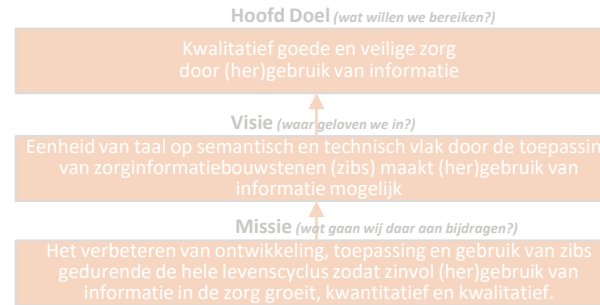 Hoofd Doel (wat willen we bereiken?)
Kwalitatief goede en veilige zorg
door (her)gebruik van informatie
Visie (waar geloven we in?)
Eenheid van taal op semantisch en technisch vlak door de toepassin
van zorginformatiebouwstenen (zibs) maakt (her)gebruik van
informatie mogelijk
Missie (wat gaan wij daar aan bijdragen?)
Het verbeteren van ontwikkeling, toepassing en gebruik van zibs
gedurende de hele levenscyclus zodat zinvol (her)gebruik van
informatie in de zorg groeit, kwantitatief en kwalitatief.